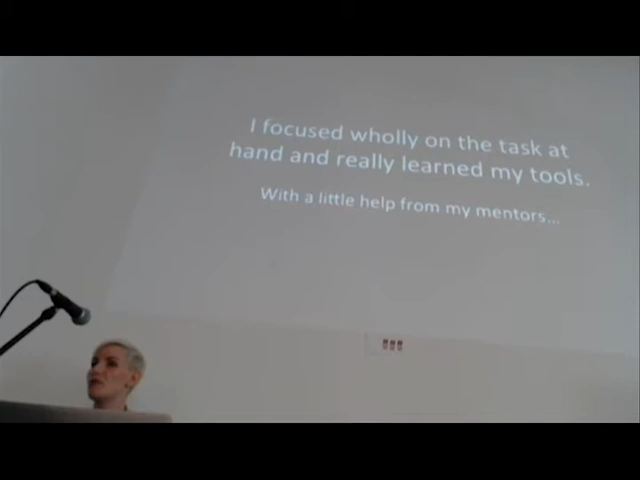 I focused wholly on the task at
hand and really learned my tools.
With a little help from my mentors...